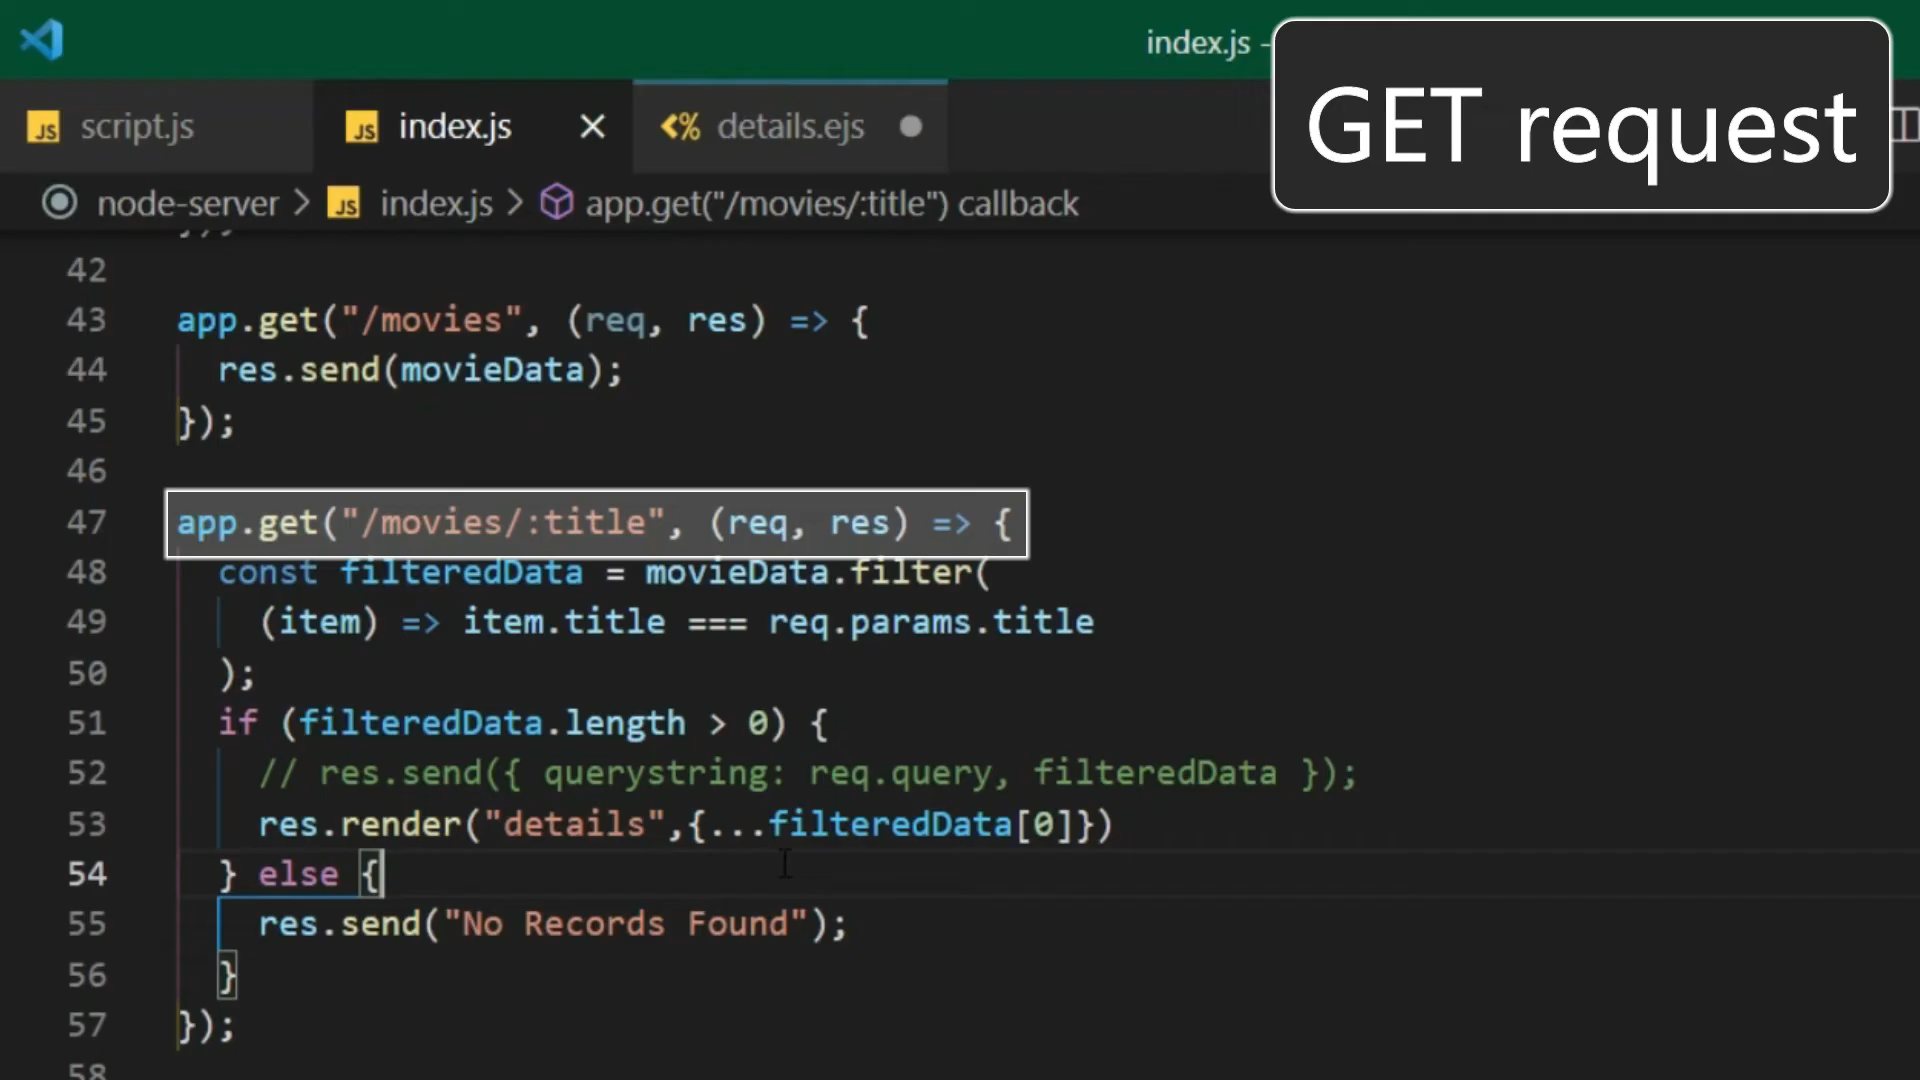 index.js -
GET request
JS script.js
JS index.js
<% details.ejs
node-server > JS index.js > app.get("/movies/:title") callback
42
43 app.get("/movies", (req, res) => {
44 res.send(movieData);
45 });
46
47 app.get("/movies/:title", (req, res) => {
48 const filteredData = movieData.filter(
49 (item) => item.title === req.params.title
50 );
51 if (filteredData.length > 0) {
52 // res.send({ querystring: req.query, filteredData });
53 res.render("details",{...filteredData[0]})
54 } else {
55 res.send("No Records Found");
56 }
57 });
58